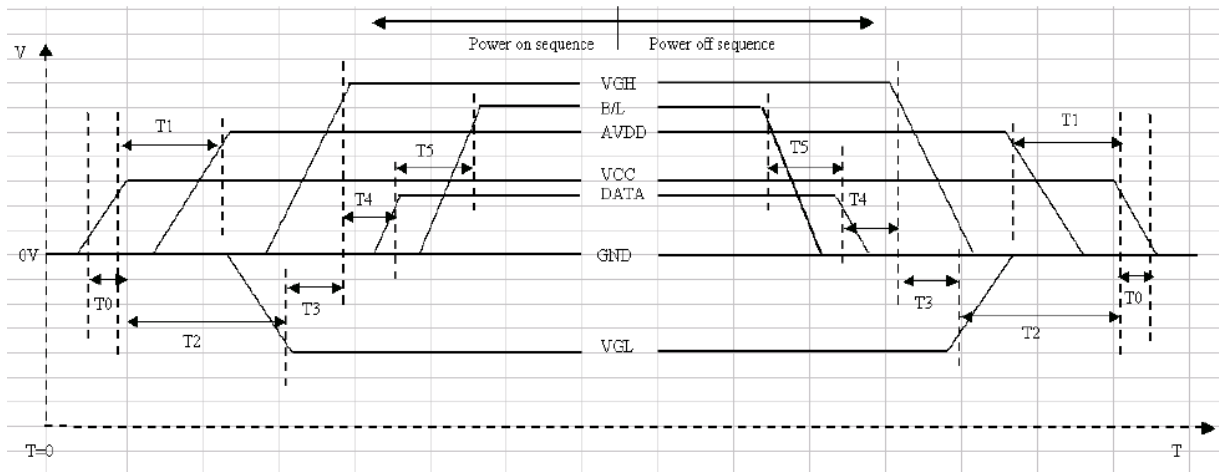 Power on sequence
Power off sequence
V
VGH
B/L
T1
AVDD
T1
T5
T5
VCC
DATA
T4
T4
0V
GND
T0
T3
T3
T0
T2
T2
VGL
T=0
T